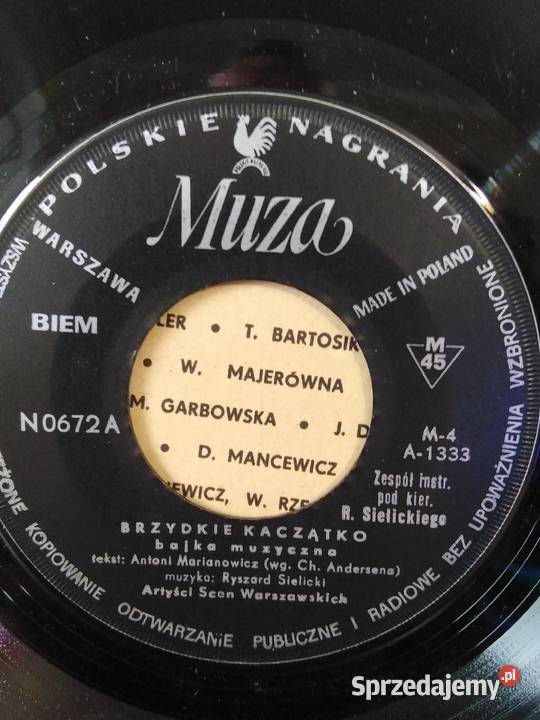 POLSKIE NAGRANIA
Muza
WARSZAWA
MADE IN POLAND
BIEM
M
45
N0672A
M-4
A-1333
Zespół instr.
pod kier.
R. Sielickiego
LER • T. BARTOSIK
• W. MAJERÓWNA
M. GARBOWSKA • J. D
• D. MANCEWICZ
IEWICZ, W. RZE
BRZYDKIE KACZĄTKO
bajka muzyczna
tekst: Antoni Marianowicz (wg. Ch. Andersena)
muzyka: Ryszard Sielicki
Artyści Scen Warszawskich
KOPIOWANIE ODTWARZANIE PUBLICZNE I RADIOWE BEZ UPOWAŻNIENIA WZBRONIONE
Sprzedajemy.pl